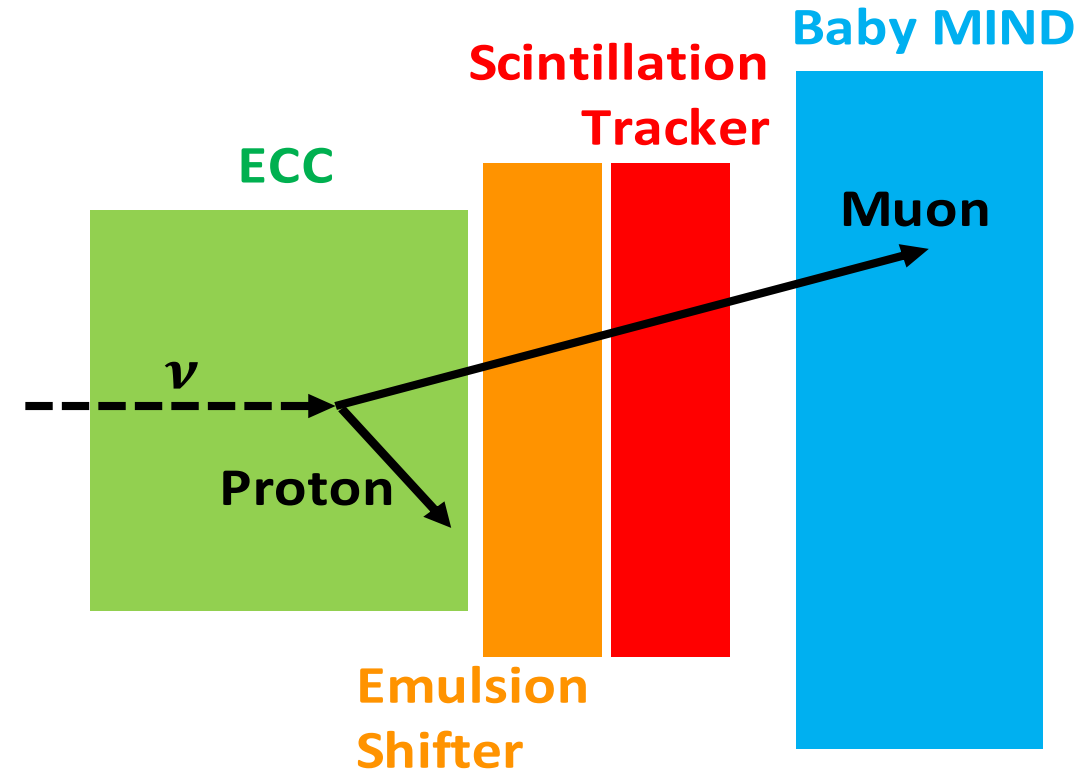 Baby MIND
Scintillation
Tracker
ECC
Muon
ν
Proton
Emulsion
Shifter